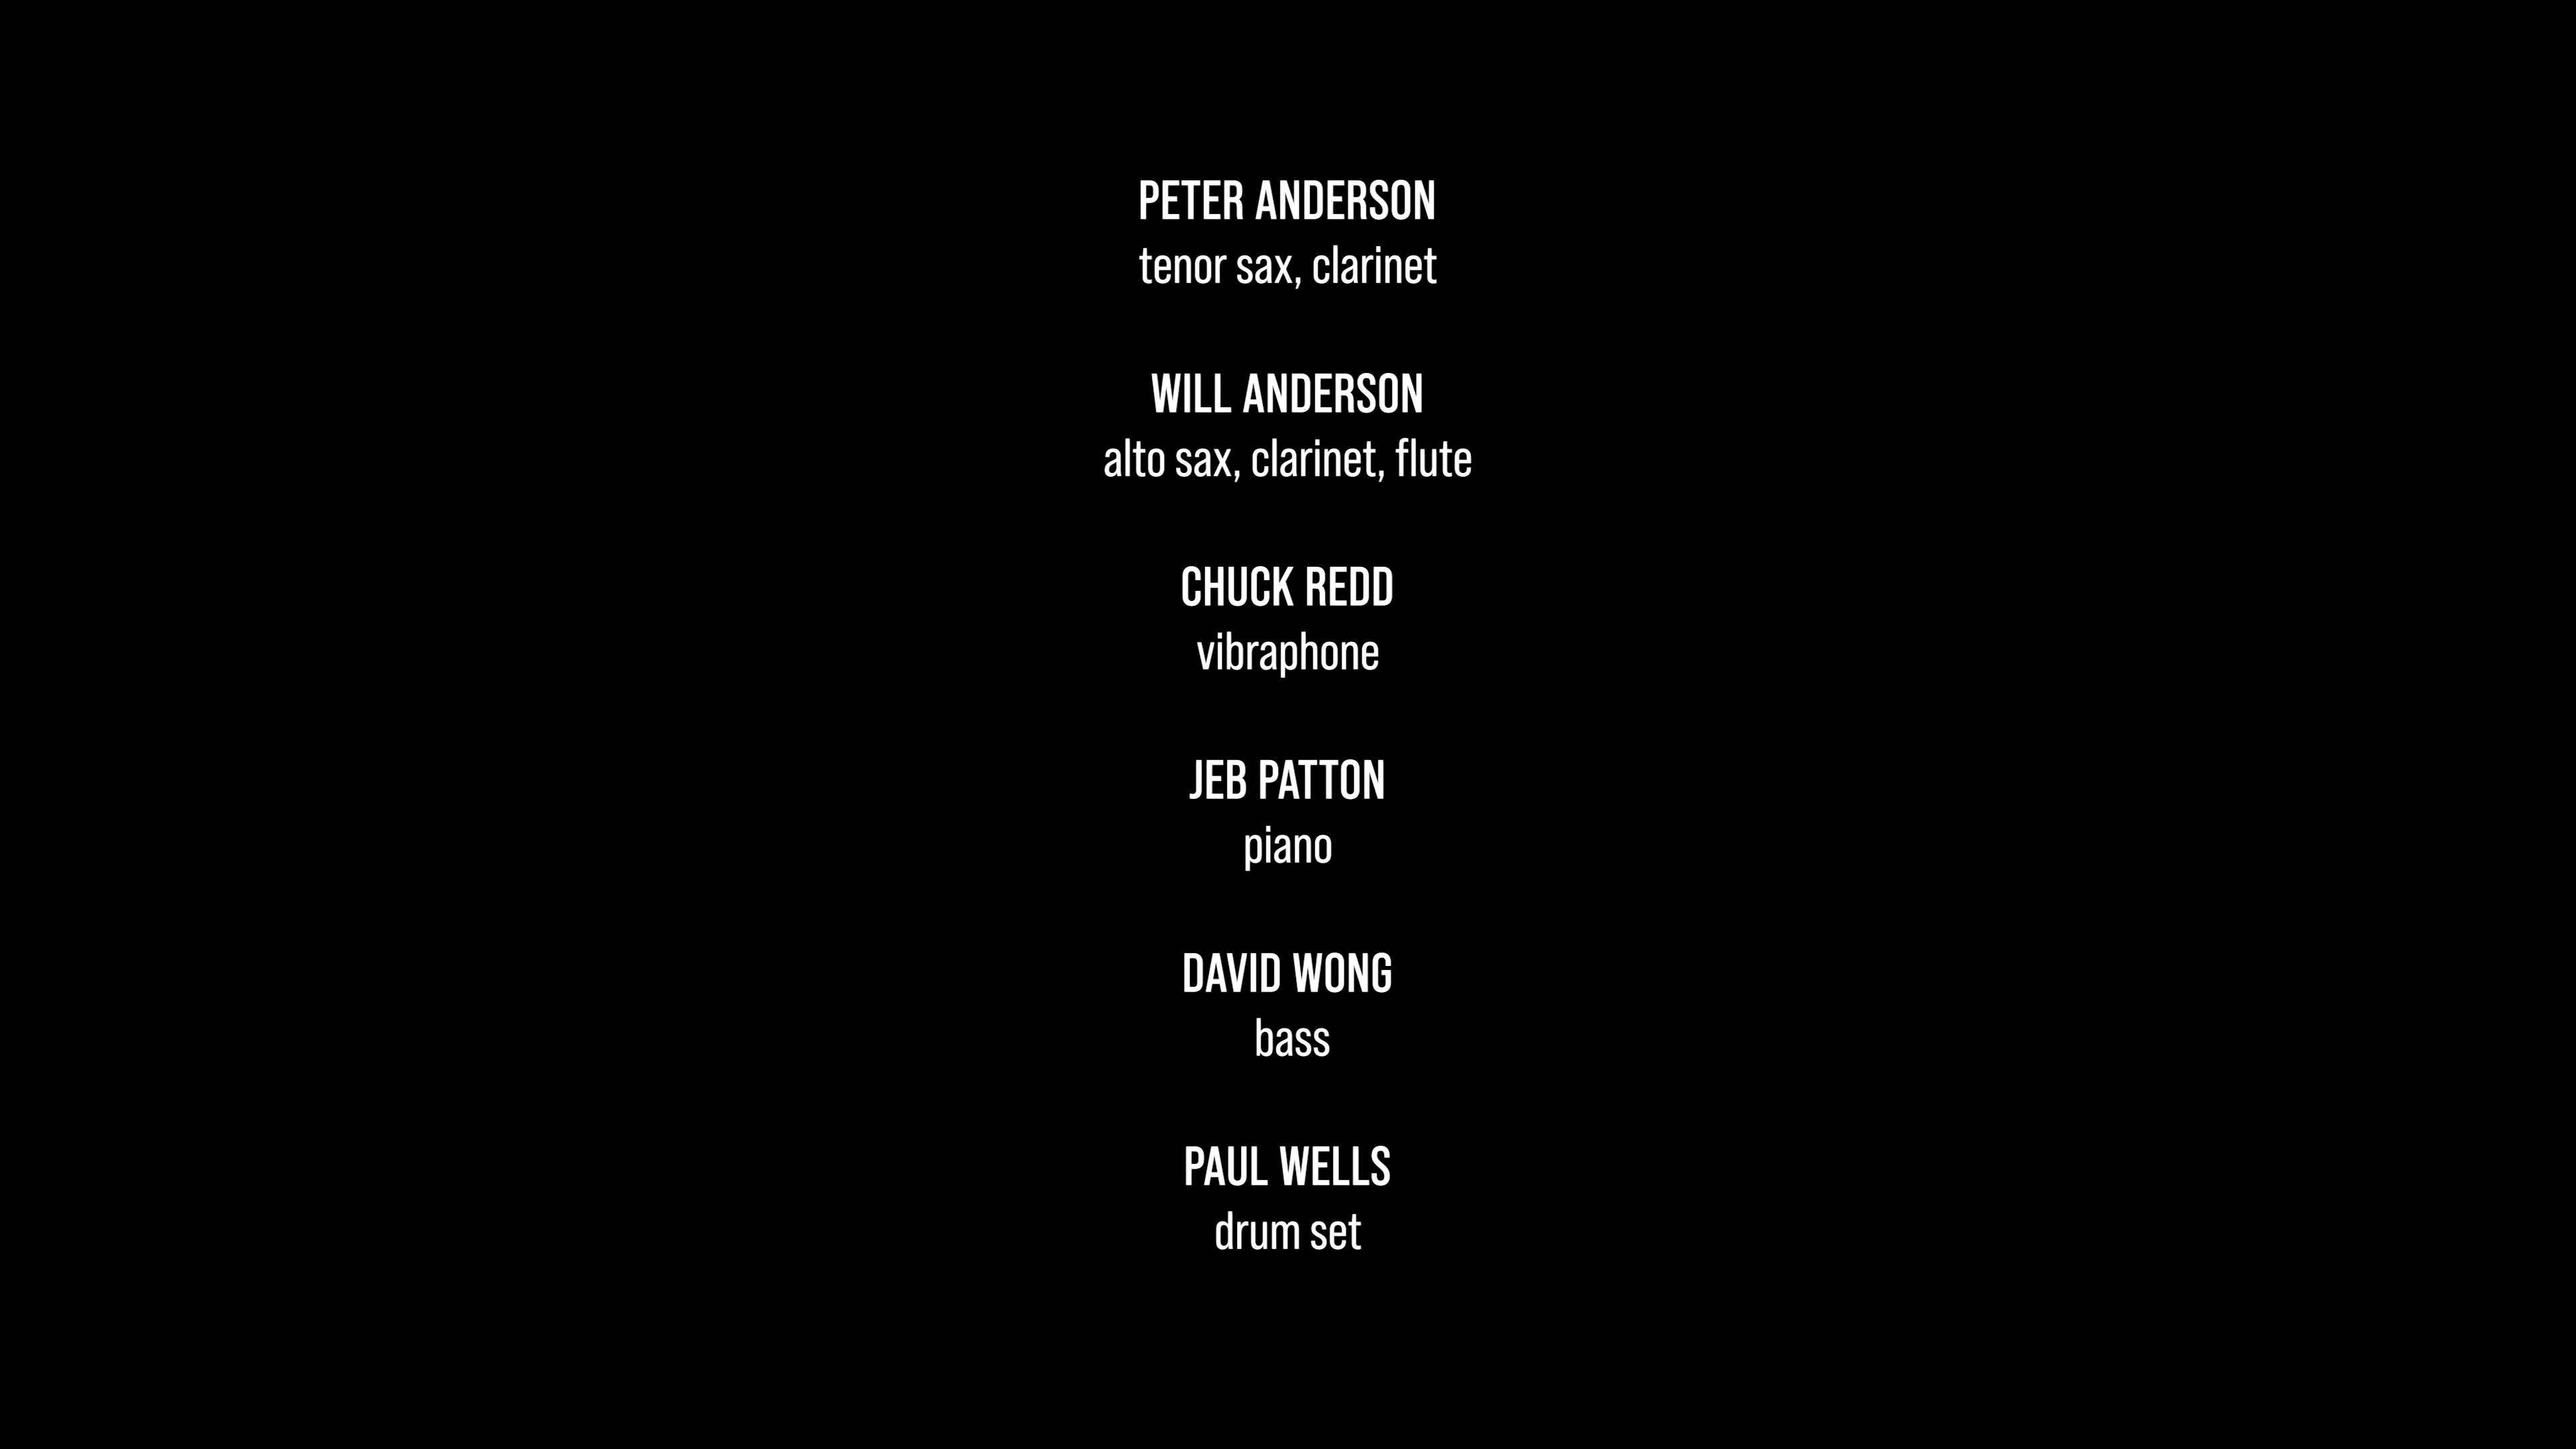 PETER ANDERSON
tenor sax, clarinet
WILL ANDERSON
alto sax, clarinet, flute
CHUCK REDD
vibraphone
JEB PATTON
piano
DAVID WONG
bass
PAUL WELLS
drum set